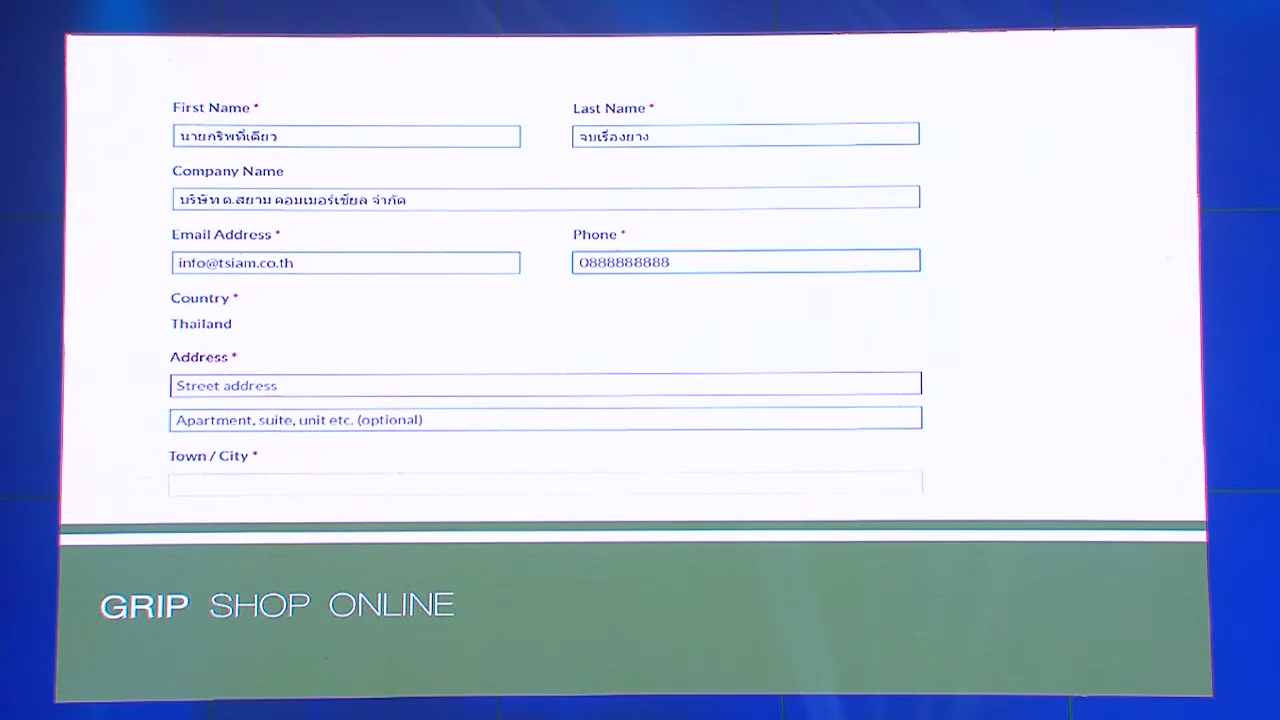 First Name * Last Name *
นายกริพที่เดียว จบเรื่องยาง
Company Name
บริษัท ต.สยาม คอมเมอร์เชียล จำกัด
Email Address * Phone *
info@tsiam.co.th 0888888888
Country *
Thailand
Address *
Street address
Apartment, suite, unit etc. (optional)
Town / City *
GRIP SHOP ONLINE